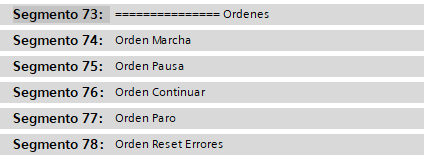 Segmento 73: =============== Ordenes
Segmento 74: Orden Marcha
Segmento 75: Orden Pausa
Segmento 76: Orden Continuar
Segmento 77: Orden Paro
Segmento 78: Orden Reset Errores